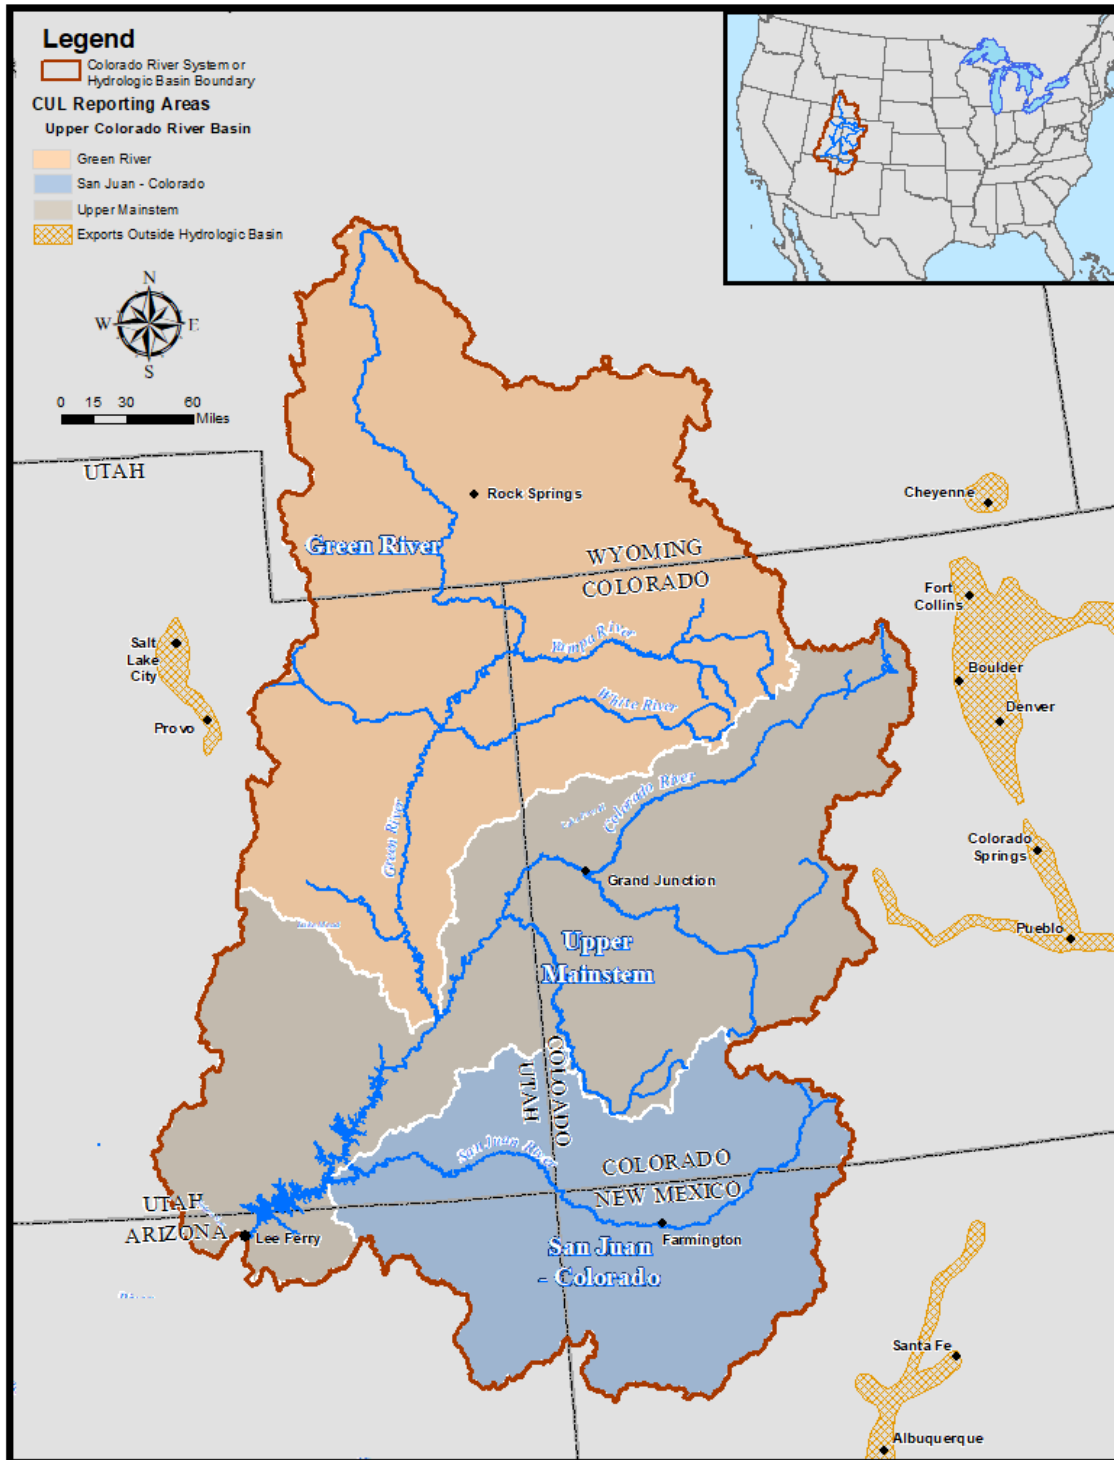 Legend
Colorado River System or
Hydrologic Basin Boundary
CUL Reporting Areas
Upper Colorado River Basin
Green River
San Juan - Colorado
Upper Mainstem
Exports Outside Hydrologic Basin
N
W E
S
0 15 30 60
Miles
UTAH
Rock Springs
Cheyenne
Green River
WYOMING
COLORADO
Fort
Collins
Salt
Lake
City
Yampa River
Boulder
White River
Denver
Provo
Colorado River
Green River
Colorado
Springs
Grand Junction
Pueblo
Upper
Mainstem
COLOADO
UTAH
San Juan River
COLORADO
NEW MEXICO
UTAH
ARIZONA
Lee Ferry
Farmington
San Juan
- Colorado
River
Santa Fe
Albuquerque